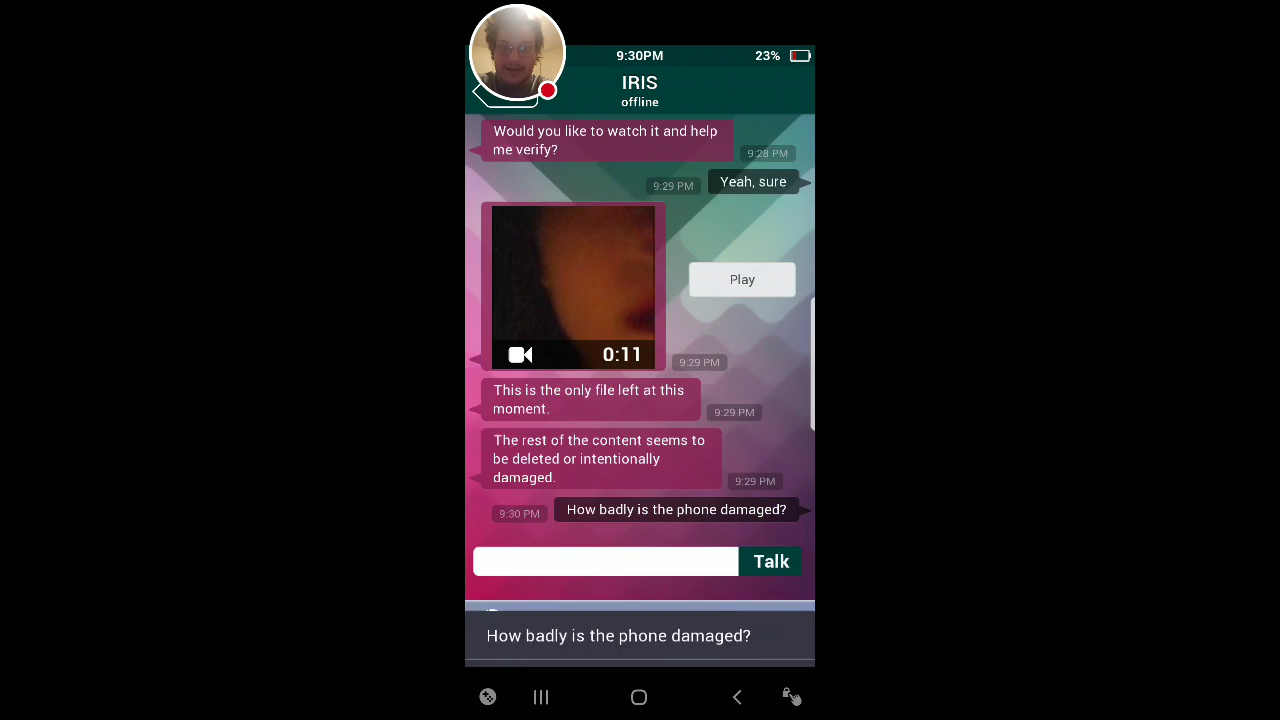 9:30PM
23%
IRIS
offline
Would you like to watch it and help
me verify?
9:28 PM
Yeah, sure
9:29 PM
Play
0:11
9:29 PM
This is the only file left at this
moment.
9:29 PM
The rest of the content seems to
be deleted or intentionally
damaged.
9:29 PM
How badly is the phone damaged?
9:30 PM
Talk
How badly is the phone damaged?